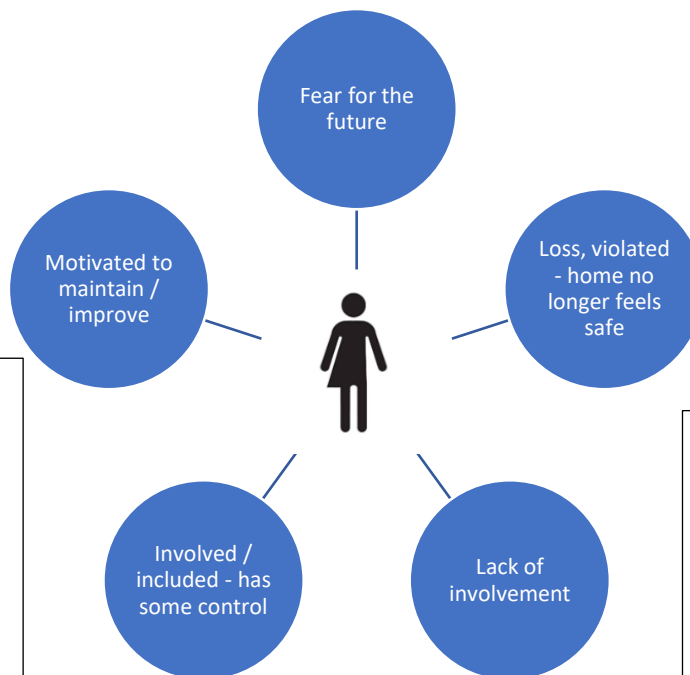 Fear for the
future
Motivated to
maintain /
improve
Loss, violated
- home no
longer feels
safe
Involved /
included - has
some control
Lack of
involvement